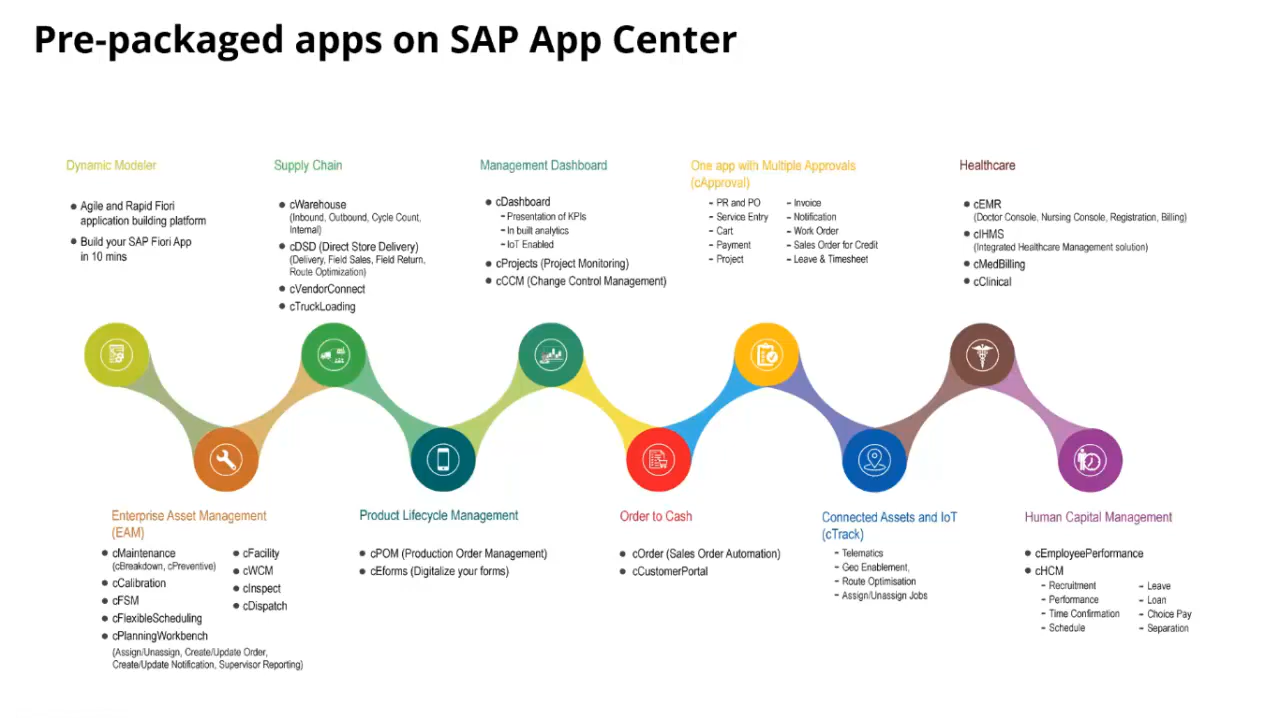 Pre-packaged apps on SAP App Center
Dynamic Modeler
● Agile and Rapid Fiori
application building platform
● Build your SAP Fiori App
in 10 mins
Supply Chain
● cWarehouse
(Inbound, Outbound, Cycle Count,
Internal)
● cDSD (Direct Store Delivery)
(Delivery, Field Sales, Field Return,
Route Optimization)
● cVendorConnect
● cTruckLoading
Management Dashboard
● cDashboard
– Presentation of KPIs
– In built analytics
– IoT Enabled
● cProjects (Project Monitoring)
● cCCM (Change Control Management)
One app with Multiple Approvals
(cApproval)
– PR and PO
– Service Entry
– Cart
– Payment
– Project
– Invoice
– Notification
– Work Order
– Sales Order for Credit
– Leave & Timesheet
Healthcare
● cEMR
(Doctor Console, Nursing Console, Registration, Billing)
● cIHMS
(Integrated Healthcare Management solution)
● cMedBilling
● cClinical
Enterprise Asset Management
(EAM)
● cMaintenance
(cBreakdown, cPreventive)
● cCalibration
● cFSM
● cFlexibleScheduling
● cPlanningWorkbench
(Assign/Unassign, Create/Update Order,
Create/Update Notification, Supervisor Reporting)
● cFacility
● cWCM
● cInspect
● cDispatch
Product Lifecycle Management
● cPOM (Production Order Management)
● cEforms (Digitalize your forms)
Order to Cash
● cOrder (Sales Order Automation)
● cCustomerPortal
Connected Assets and IoT
(cTrack)
– Telematics
– Geo Enablement,
– Route Optimisation
– Assign/Unassign Jobs
Human Capital Management
● cEmployeePerformance
● cHCM
– Recruitment
– Performance
– Time Confirmation
– Schedule
– Leave
– Loan
– Choice Pay
– Separation